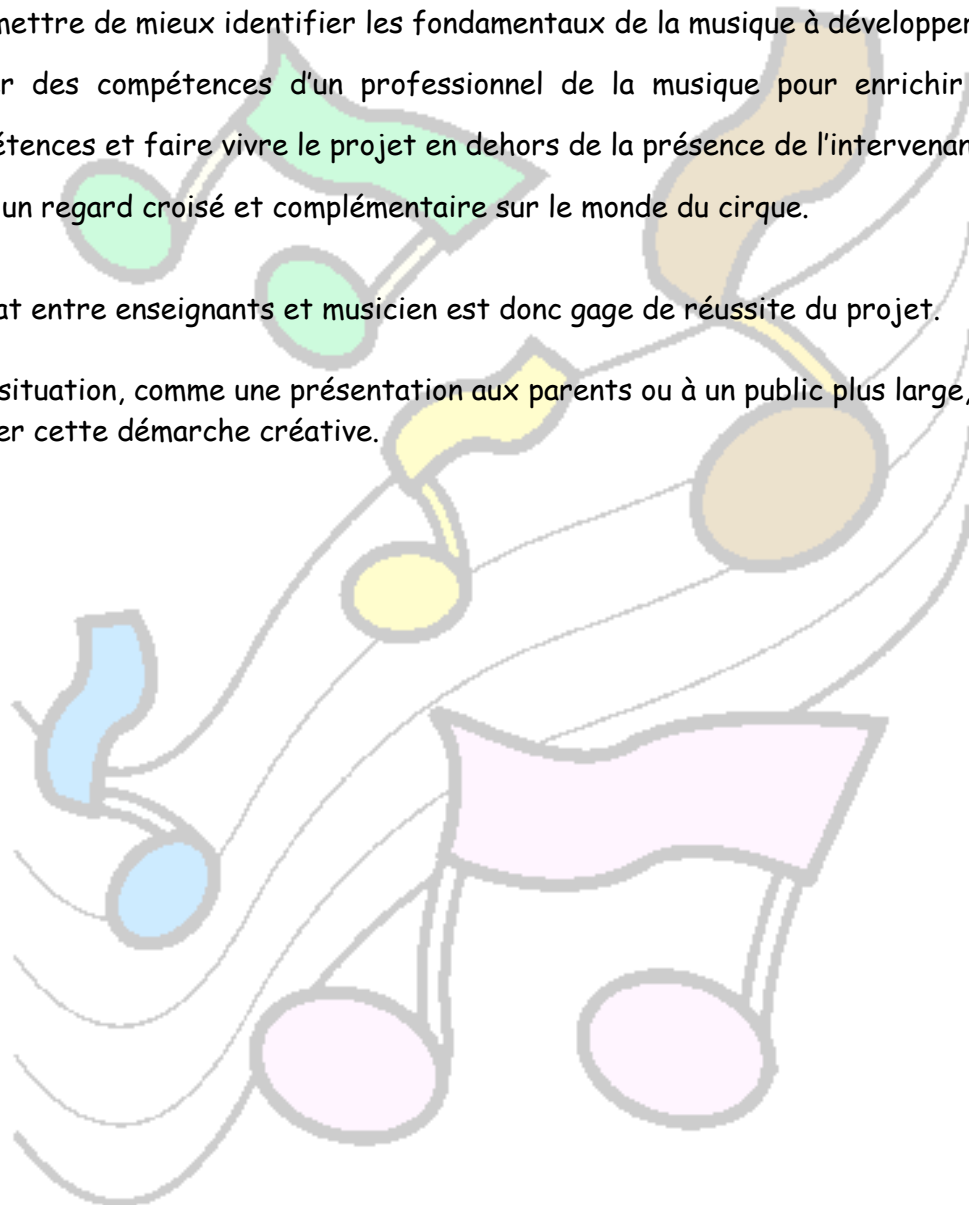 mettre de mieux identifier les fondamentaux de la musique à développer
r des compétences d'un professionnel de la musique pour enrichir
étences et faire vivre le projet en dehors de la présence de l'intervenan
un regard croisé et complémentaire sur le monde du cirque.
at entre enseignants et musicien est donc gage de réussite du projet.
situation, comme une présentation aux parents ou à un public plus large,
er cette démarche créative.